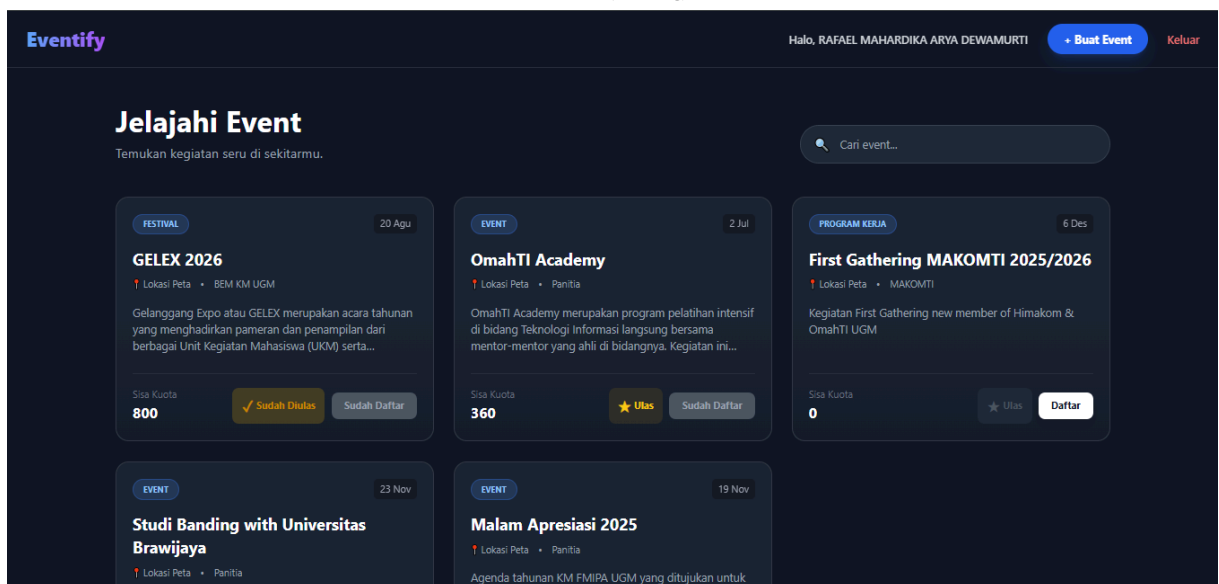 Eventify
Halo, RAFAEL MAHARDIKA ARYA DEWAMURTI
+ Buat Event
Keluar
Jelajahi Event
Temukan kegiatan seru di sekitarmu.
Cari event...
FESTIVAL
20 Agu
GELEX 2026
Lokasi Peta • BEM KM UGM
Gelanggang Expo atau GELEX merupakan acara tahunan
yang menghadirkan pameran dan penampilan dari
berbagai Unit Kegiatan Mahasiswa (UKM) serta...
Sisa Kuota
800
✓ Sudah Diulas
Sudah Daftar
EVENT
2 Jul
OmahTI Academy
Lokasi Peta • Panitia
OmahTI Academy merupakan program pelatihan intensif
di bidang Teknologi Informasi langsung bersama
mentor-mentor yang ahli di bidangnya. Kegiatan ini...
Sisa Kuota
360
★ Ulas
Sudah Daftar
PROGRAM KERJA
6 Des
First Gathering MAKOMTI 2025/2026
Lokasi Peta • MAKOMTI
Kegiatan First Gathering new member of Himakom &
OmahTI UGM
Sisa Kuota
0
★ Ulas
Daftar
EVENT
23 Nov
Studi Banding with Universitas
Brawijaya
Lokasi Peta • Panitia
EVENT
19 Nov
Malam Apresiasi 2025
Lokasi Peta • Panitia
Agenda tahunan KM FMIPA UGM yang ditujukan untuk